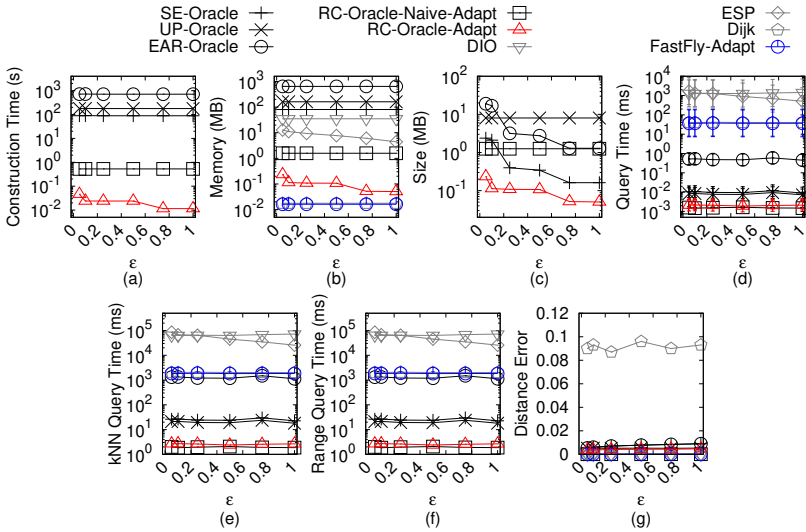 SE-Oracle
UP-Oracle
EAR-Oracle
RC-Oracle-Naive-Adapt
RC-Oracle-Adapt
DIO
ESP
Dijk
FastFly-Adapt
Construction Time (s)
10^3
10^2
10^1
10^0
10^-1
10^-2
0.2
0.4
0.6
0.8
1
ε
(a)
Memory (MB)
10^3
10^2
10^1
10^0
10^-1
10^-2
0.2
0.4
0.6
0.8
1
ε
(b)
Size (MB)
10^2
10^1
10^0
10^-1
0.2
0.4
0.6
0.8
1
ε
(c)
Query Time (ms)
10^3
10^2
10^1
10^0
10^-1
10^-2
10^-3
0.2
0.4
0.6
0.8
1
ε
(d)
kNN Query Time (ms)
10^5
10^4
10^3
10^2
10^1
10^0
0.2
0.4
0.6
0.8
1
ε
(e)
Range Query Time (ms)
10^5
10^4
10^3
10^2
10^1
10^0
0.2
0.4
0.6
0.8
1
ε
(f)
Distance Error
0.12
0.1
0.08
0.06
0.04
0.02
0
0.2
0.4
0.6
0.8
1
ε
(g)